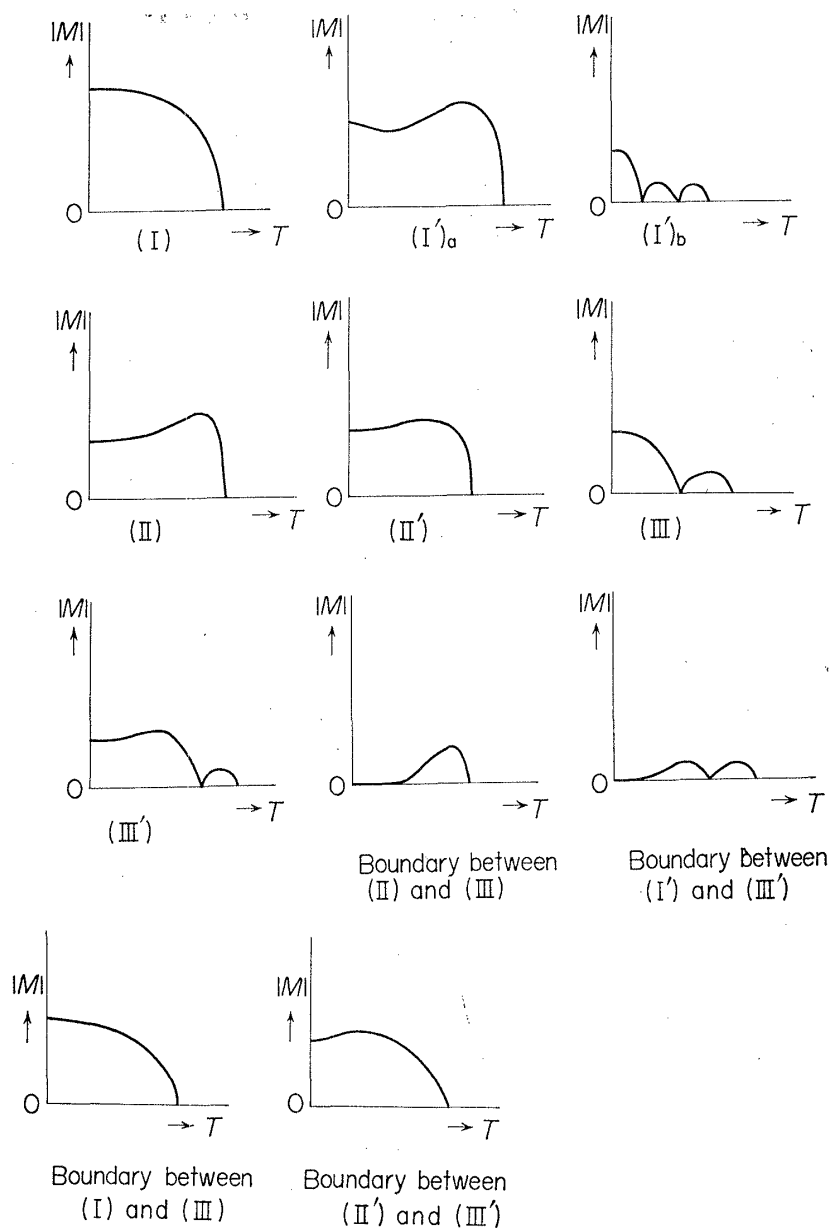 |M|
↑
O
(I)
→ T
|M|
↑
O
(I')a
→ T
|M|
↑
O
(I')b
→ T
|M|
↑
O
(II)
→ T
|M|
↑
O
(II')
→ T
|M|
↑
O
(III)
→ T
|M|
↑
O
(III')
→ T
|M|
↑
O
→ T
Boundary between
(II) and (III)
|M|
↑
O
→ T
Boundary between
(I') and (III')
|M|
↑
O
→ T
Boundary between
(I) and (III)
|M|
↑
O
→ T
Boundary between
(II') and (III')